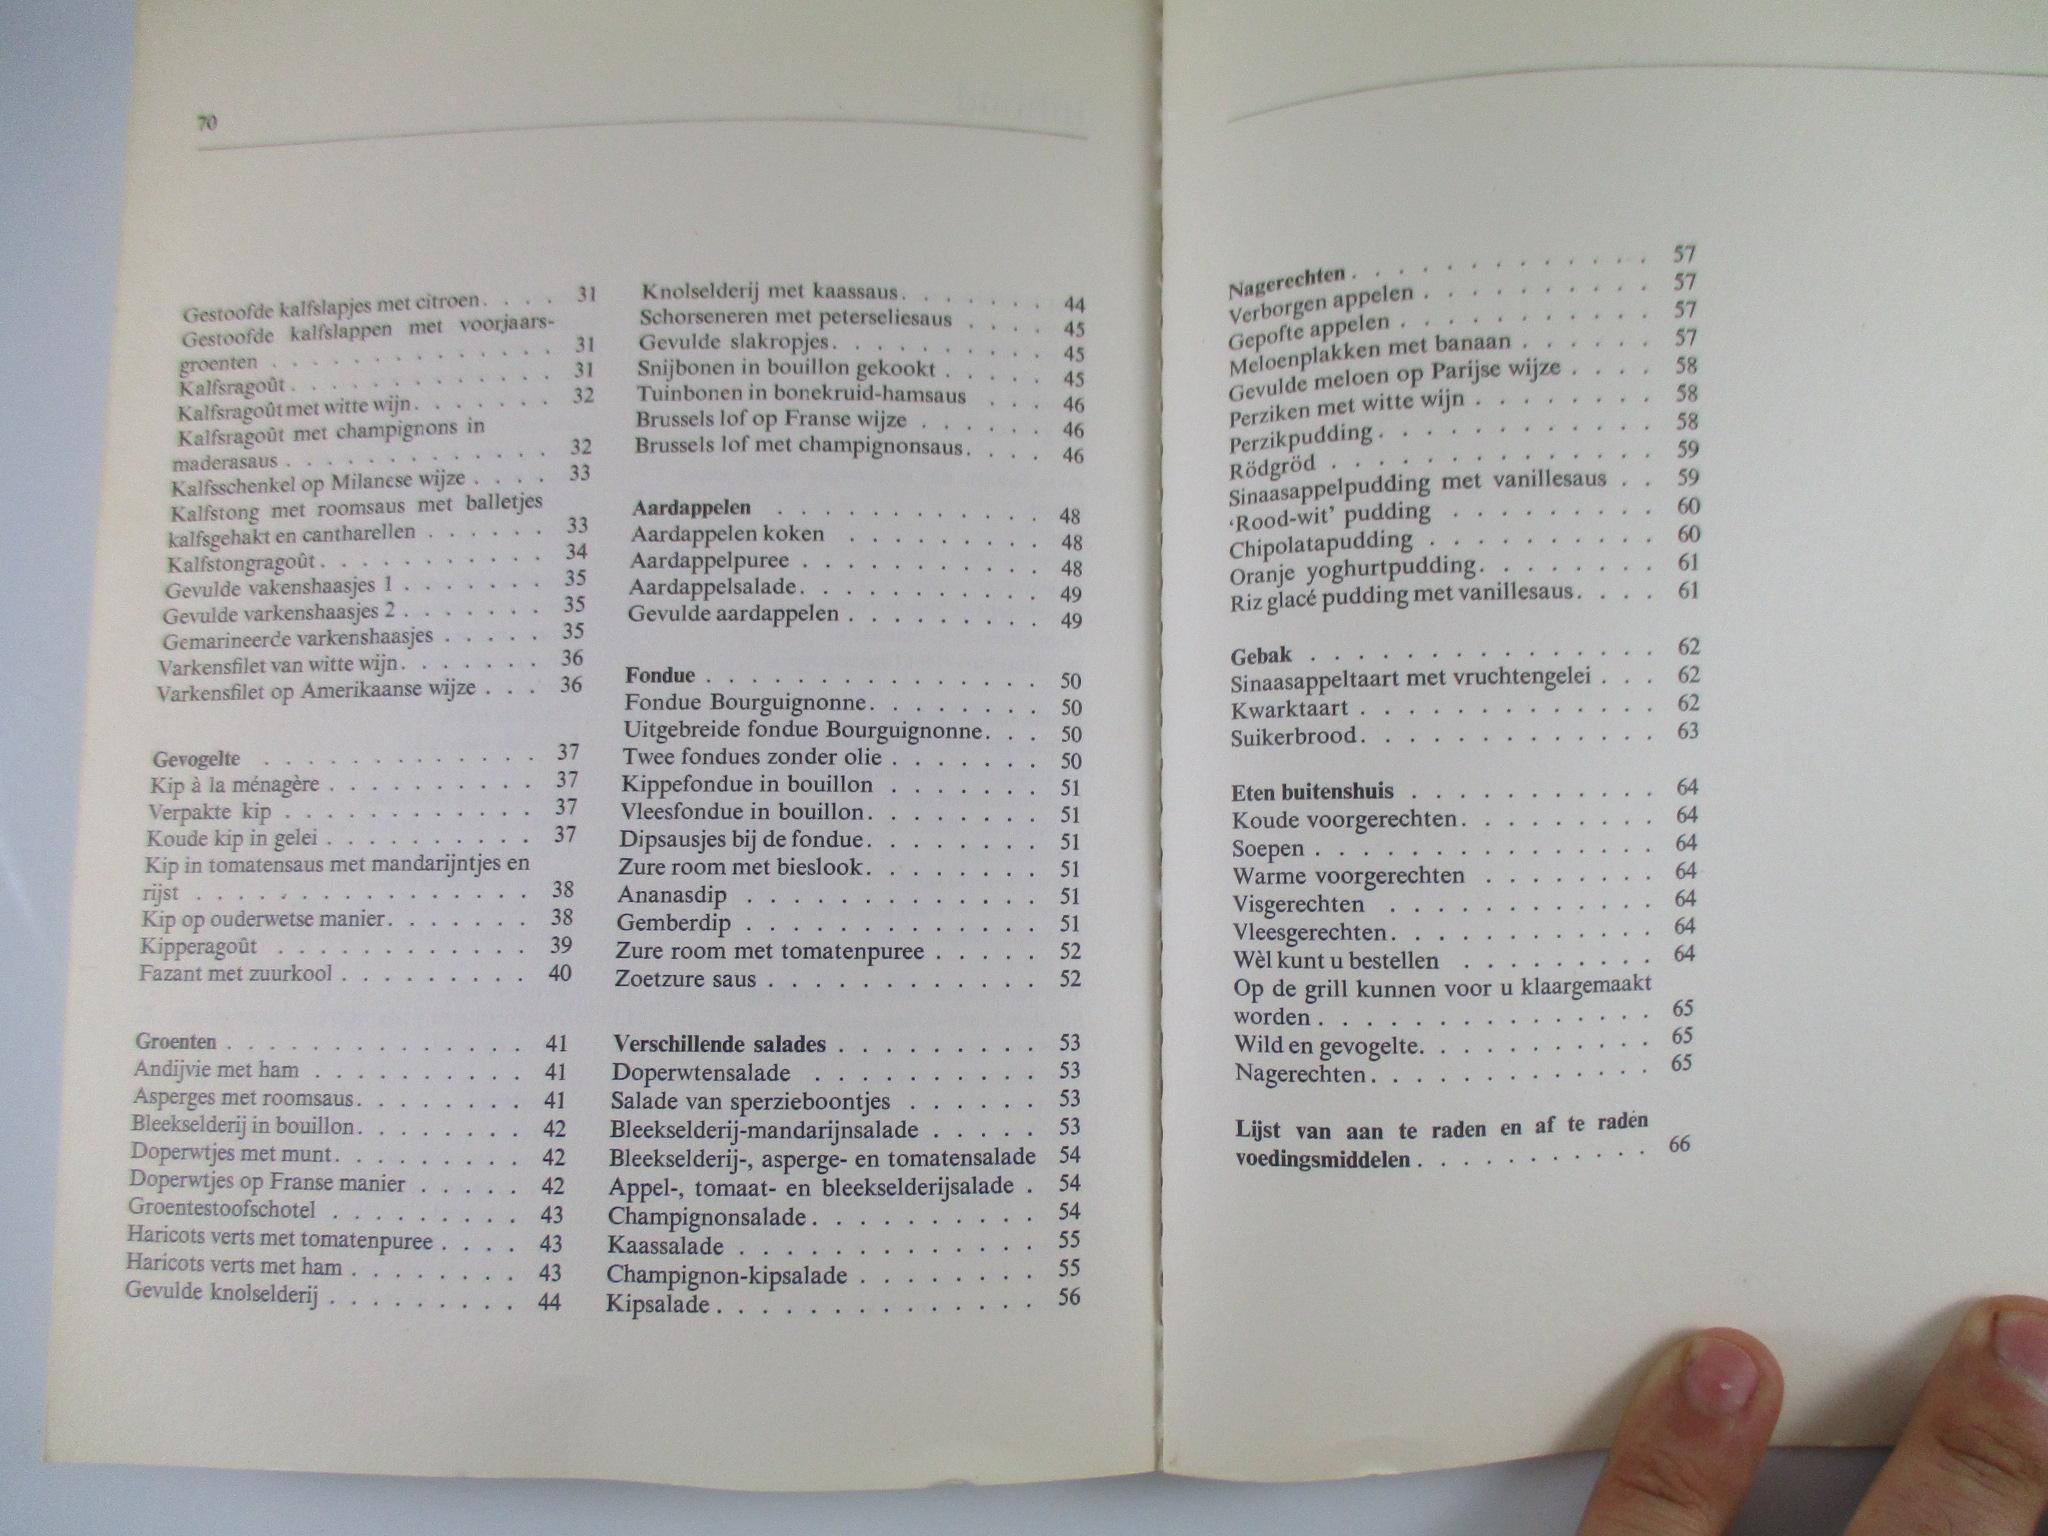 70
Gestoofde kalfslapjes met citroen. . . . 31
Gestoofde kalfslappen met voorjaars-
groenten . . . . . . . . . . . . 31
Kalfsragoût . . . . . . . . . . . 31
Kalfsragoût met witte wijn. . . . . . . 32
Kalfsragoût met champignons in
maderasaus . . . . . . . . . . . 32
Kalfsschenkel op Milanese wijze . . . . 33
Kalfstong met roomsaus met balletjes
kalfsgehakt en cantharellen . . . . . . 33
Kalfstongragoût. . . . . . . . . . 34
Gevulde vakenshaasjes 1 . . . . . . . 35
Gevulde varkenshaasjes 2 . . . . . . . 35
Gemarineerde varkenshaasjes . . . . . 35
Varkensfilet van witte wijn. . . . . . . 36
Varkensfilet op Amerikaanse wijze . . . 36
Gevogelte . . . . . . . . . . . . 37
Kip à la ménagère . . . . . . . . . 37
Verpakte kip . . . . . . . . . . . 37
Koude kip in gelei . . . . . . . . . 37
Kip in tomatensaus met mandarijntjes en
rijst . . . . . . . . . . . . . . 38
Kip op ouderwetse manier. . . . . . . 38
Kipperagoût . . . . . . . . . . . 39
Fazant met zuurkool . . . . . . . . 40
Groenten . . . . . . . . . . . . 41
Andijvie met ham . . . . . . . . . 41
Asperges met roomsaus. . . . . . . . 41
Bleekselderij in bouillon. . . . . . . . 42
Doperwtjes met munt. . . . . . . . . 42
Doperwtjes op Franse manier . . . . . 42
Groentestoofschotel . . . . . . . . . 43
Haricots verts met tomatenpuree . . . . 43
Haricots verts met ham . . . . . . . . 43
Gevulde knolselderij . . . . . . . . . 44
Knolselderij met kaassaus. . . . . . . 44
Schorseneren met peterseliesaus . . . . 45
Gevulde slakropjes. . . . . . . . . . 45
Snijbonen in bouillon gekookt . . . . . 45
Tuinbonen in bonekruid-hamsaus . . . 46
Brussels lof op Franse wijze . . . . . . 46
Brussels lof met champignonsaus. . . . 46
Aardappelen . . . . . . . . . . . 48
Aardappelen koken . . . . . . . . . 48
Aardappelpuree . . . . . . . . . . . 48
Aardappelsalade. . . . . . . . . . . 49
Gevulde aardappelen . . . . . . . . . 49
Fondue . . . . . . . . . . . . . . 50
Fondue Bourguignonne. . . . . . . . 50
Uitgebreide fondue Bourguignonne. . . 50
Twee fondues zonder olie . . . . . . . 50
Kippefondue in bouillon . . . . . . . 51
Vleesfondue in bouillon. . . . . . . . 51
Dipsausjes bij de fondue. . . . . . . . 51
Zure room met bieslook. . . . . . . . 51
Ananasdip . . . . . . . . . . . . 51
Gemberdip . . . . . . . . . . . . 51
Zure room met tomatenpuree . . . . . 52
Zoetzure saus . . . . . . . . . . . 52
Verschillende salades . . . . . . . . . 53
Doperwtensalade . . . . . . . . . . 53
Salade van sperzieboontjes . . . . . . 53
Bleekselderij-mandarijnsalade . . . . . 53
Bleekselderij-, asperge- en tomatensalade 54
Appel-, tomaat- en bleekselderijsalade . 54
Champignonsalade. . . . . . . . . . 54
Kaassalade . . . . . . . . . . . . 55
Champignon-kipsalade . . . . . . . . 55
Kipsalade. . . . . . . . . . . . . . 56
Nagerechten. . . . . . . . . . . . 57
Verborgen appelen . . . . . . . . . 57
Gepofte appelen . . . . . . . . . . 57
Meloenplakken met banaan . . . . . . 57
Gevulde meloen op Parijse wijze . . . . 58
Perziken met witte wijn . . . . . . . 58
Perzikpudding. . . . . . . . . . . 58
Rödgröd . . . . . . . . . . . . . 59
Sinaasappelpudding met vanillesaus . . 59
‘Rood-wit’ pudding . . . . . . . . . 60
Chipolatapudding . . . . . . . . . 60
Oranje yoghurtpudding. . . . . . . . 61
Riz glacé pudding met vanillesaus. . . . 61
Gebak . . . . . . . . . . . . . . 62
Sinaasappeltaart met vruchtengelei . . . 62
Kwarktaart . . . . . . . . . . . . 62
Suikerbrood. . . . . . . . . . . . 63
Eten buitenshuis . . . . . . . . . . 64
Koude voorgerechten. . . . . . . . . 64
Soepen . . . . . . . . . . . . . . 64
Warme voorgerechten . . . . . . . . 64
Visgerechten . . . . . . . . . . . 64
Vleesgerechten. . . . . . . . . . . 64
Wèl kunt u bestellen . . . . . . . . 64
Op de grill kunnen voor u klaargemaakt
worden . . . . . . . . . . . . . . 65
Wild en gevogelte. . . . . . . . . . 65
Nagerechten. . . . . . . . . . . . 65
Lijst van aan te raden en af te raden
voedingsmiddelen . . . . . . . . . . 66